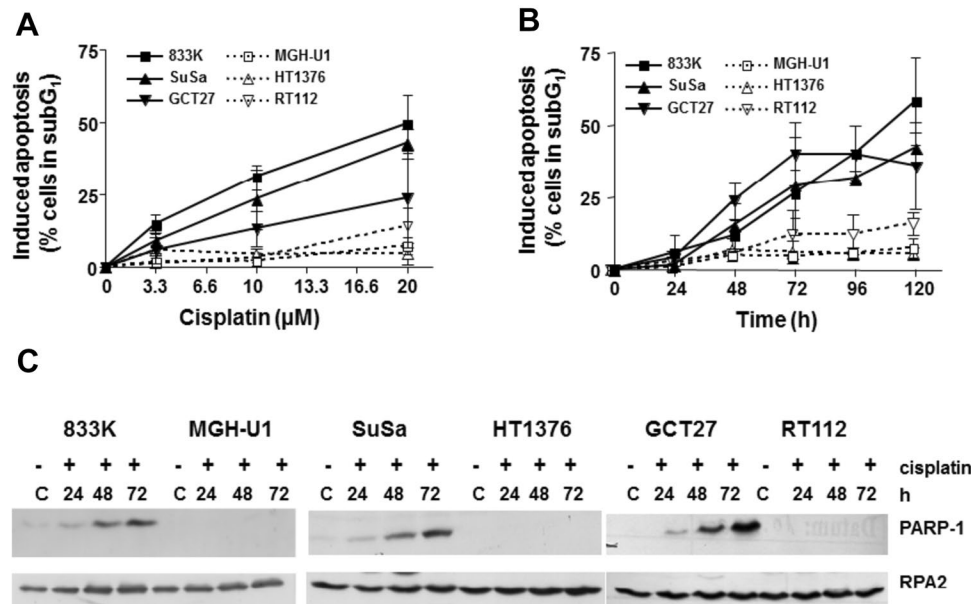 A
Induced apoptosis
(% cells in subG1)
75
50
25
0
833K
SuSa
GCT27
MGH-U1
HT1376
RT112
0 3.3 6.6 10 13.3 16.6 20
Cisplatin (µM)
B
Induced apoptosis
(% cells in subG1)
75
50
25
0
833K
SuSa
GCT27
MGH-U1
HT1376
RT112
0 24 48 72 96 120
Time (h)
C
833K MGH-U1 SuSa HT1376 GCT27 RT112
- + + + - + + + - + + + - + + + - + + + - + + + cisplatin
C 24 48 72 C 24 48 72 C 24 48 72 C 24 48 72 C 24 48 72 C 24 48 72 h
PARP-1
RPA2